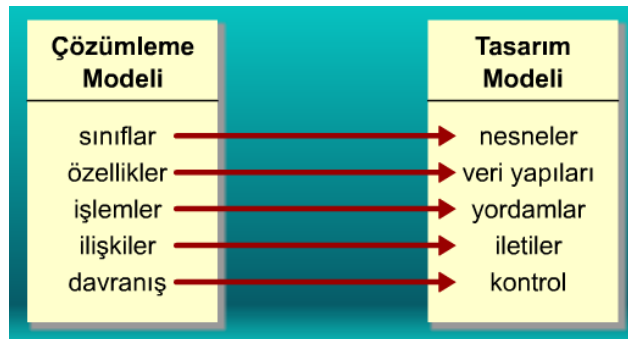 Çözümleme
Modeli
sınıflar
özellikler
işlemler
ilişkiler
davranış
Tasarım
Modeli
nesneler
veri yapıları
yordamlar
iletiler
kontrol